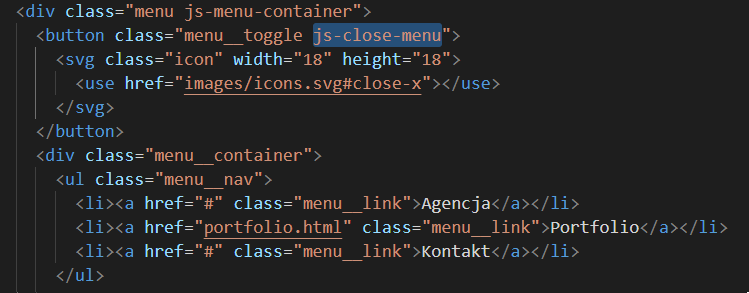 <div class="menu js-menu-container">
<button class="menu__toggle js-close-menu">
<svg class="icon" width="18" height="18">
<use href="images/icons.svg#close-x"></use>
</svg>
</button>
<div class="menu__container">
<ul class="menu__nav">
<li><a href="#" class="menu__link">Agencja</a></li>
<li><a href="portfolio.html" class="menu__link">Portfolio</a></li>
<li><a href="#" class="menu__link">Kontakt</a></li>
</ul>